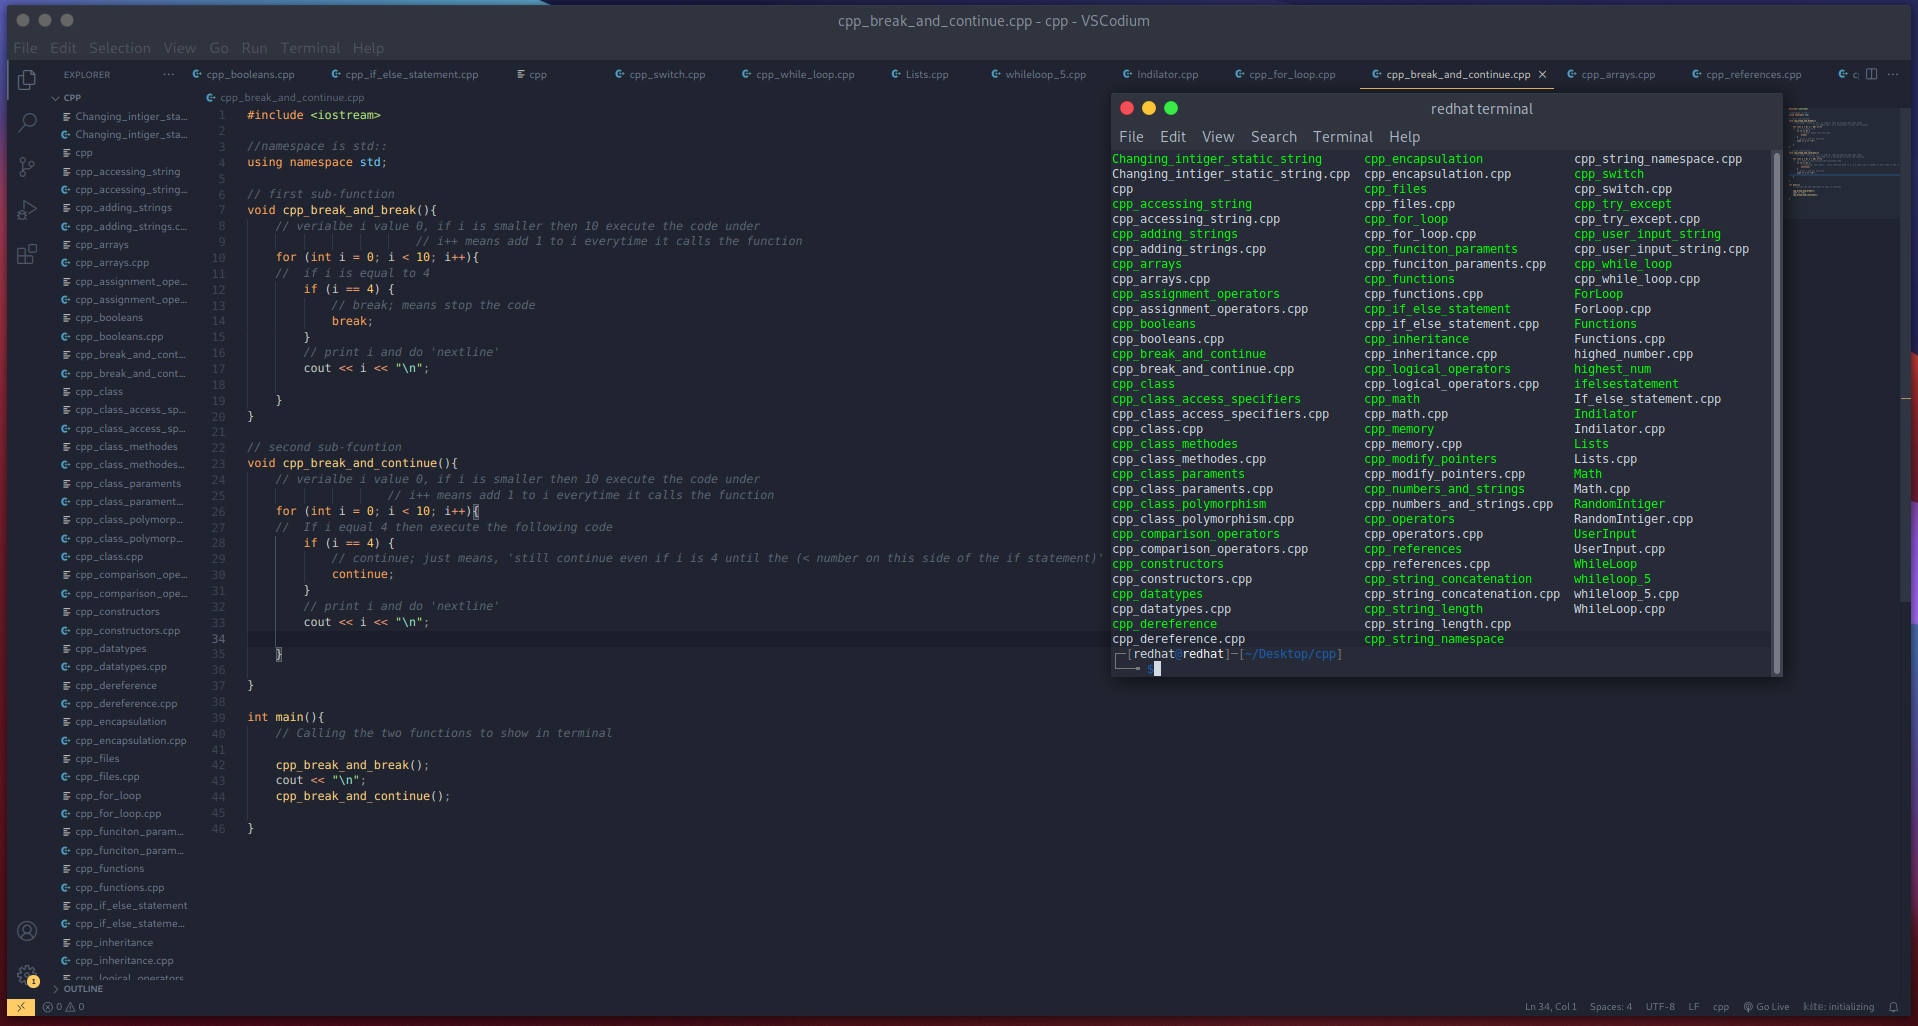 cpp_break_and_continue.cpp - cpp - VSCodium
File Edit Selection View Go Run Terminal Help
EXPLORER ···
cpp_booleans.cpp cpp_if_else_statement.cpp cpp cpp_switch.cpp cpp_while_loop.cpp Lists.cpp whileloop_5.cpp Indilator.cpp cpp_for_loop.cpp cpp_break_and_continue.cpp cpp_arrays.cpp cpp_references.cpp
CPP
Changing_intiger_sta...
Changing_intiger_sta...
cpp
cpp_accessing_string
cpp_accessing_string...
cpp_adding_strings
cpp_adding_strings.c...
cpp_arrays
cpp_arrays.cpp
cpp_assignment_ope...
cpp_assignment_ope...
cpp_booleans
cpp_booleans.cpp
cpp_break_and_cont...
cpp_break_and_cont...
cpp_class
cpp_class_access_sp...
cpp_class_access_sp...
cpp_class_methodes
cpp_class_methodes...
cpp_class_paraments
cpp_class_parament...
cpp_class_polymorp...
cpp_class_polymorp...
cpp_class.cpp
cpp_comparison_ope...
cpp_comparison_ope...
cpp_constructors
cpp_constructors.cpp
cpp_datatypes
cpp_datatypes.cpp
cpp_dereference
cpp_dereference.cpp
cpp_encapsulation
cpp_encapsulation.cpp
cpp_files
cpp_files.cpp
cpp_for_loop
cpp_for_loop.cpp
cpp_funciton_param...
cpp_funciton_param...
cpp_functions
cpp_functions.cpp
cpp_if_else_statement
cpp_if_else_stateme...
cpp_inheritance
cpp_inheritance.cpp
cpp_logical_operators
OUTLINE
cpp_break_and_continue.cpp
1 #include <iostream>
2
3 //namespace is std::
4 using namespace std;
5
6 // first sub-function
7 void cpp_break_and_break(){
8 // verialbe i value 0, if i is smaller then 10 execute the code under
9 // i++ means add 1 to i everytime it calls the function
10 for (int i = 0; i < 10; i++){
11 // if i is equal to 4
12 if (i == 4) {
13 // break; means stop the code
14 break;
15 }
16 // print i and do 'nextline'
17 cout << i << "\n";
18
19 }
20 }
21
22 // second sub-fcuntion
23 void cpp_break_and_continue(){
24 // verialbe i value 0, if i is smaller then 10 execute the code under
25 // i++ means add 1 to i everytime it calls the function
26 for (int i = 0; i < 10; i++){
27 // If i equal 4 then execute the following code
28 if (i == 4) {
29 // continue; just means, 'still continue even if i is 4 until the (< number on this side of the if statement)'
30 continue;
31 }
32 // print i and do 'nextline'
33 cout << i << "\n";
34
35 }
36
37 }
38
39 int main(){
40 // Calling the two functions to show in terminal
41
42 cpp_break_and_break();
43 cout << "\n";
44 cpp_break_and_continue();
45
46 }
redhat terminal
File Edit View Search Terminal Help
Changing_intiger_static_string cpp_encapsulation cpp_string_namespace.cpp
Changing_intiger_static_string.cpp cpp_encapsulation.cpp cpp_switch
cpp cpp_files cpp_switch.cpp
cpp_accessing_string cpp_files.cpp cpp_try_except
cpp_accessing_string.cpp cpp_for_loop cpp_try_except.cpp
cpp_adding_strings cpp_for_loop.cpp cpp_user_input_string
cpp_adding_strings.cpp cpp_funciton_paraments cpp_user_input_string.cpp
cpp_arrays cpp_funciton_paraments.cpp cpp_while_loop
cpp_arrays.cpp cpp_functions cpp_while_loop.cpp
cpp_assignment_operators cpp_functions.cpp ForLoop
cpp_assignment_operators.cpp cpp_if_else_statement ForLoop.cpp
cpp_booleans cpp_if_else_statement.cpp Functions
cpp_booleans.cpp cpp_inheritance Functions.cpp
cpp_break_and_continue cpp_inheritance.cpp highed_number.cpp
cpp_break_and_continue.cpp cpp_logical_operators highest_num
cpp_class cpp_logical_operators.cpp ifelsestatement
cpp_class_access_specifiers cpp_math If_else_statement.cpp
cpp_class_access_specifiers.cpp cpp_math.cpp Indilator
cpp_class.cpp cpp_memory Indilator.cpp
cpp_class_methodes cpp_memory.cpp Lists
cpp_class_methodes.cpp cpp_modify_pointers Lists.cpp
cpp_class_paraments cpp_modify_pointers.cpp Math
cpp_class_paraments.cpp cpp_numbers_and_strings Math.cpp
cpp_class_polymorphism cpp_numbers_and_strings.cpp RandomIntiger
cpp_class_polymorphism.cpp cpp_operators RandomIntiger.cpp
cpp_comparison_operators cpp_operators.cpp UserInput
cpp_comparison_operators.cpp cpp_references UserInput.cpp
cpp_constructors cpp_references.cpp WhileLoop
cpp_constructors.cpp cpp_string_concatenation whileloop_5
cpp_datatypes cpp_string_concatenation.cpp whileloop_5.cpp
cpp_datatypes.cpp cpp_string_length WhileLoop.cpp
cpp_dereference cpp_string_length.cpp
cpp_dereference.cpp cpp_string_namespace
┌─[redhat@redhat]─[~/Desktop/cpp]
└──╼ $
1
0 0 Ln 34, Col 1 Spaces: 4 UTF-8 LF cpp Go Live kite: initializing